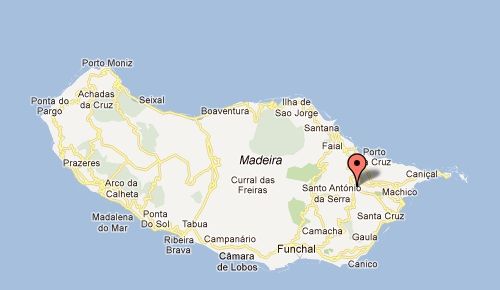 Porto Moniz
Achadas
da Cruz
Seixal
Ponta do
Pargo
Boaventura
Ilha de
Sao Jorge
Santana
Faial
Porto
da Cruz
Prazeres
Madeira
Caniçal
Arco da
Calheta
Curral das
Freiras
Santo António
da Serra
Machico
Madalena
do Mar
Ponta
Do Sol
Tabua
Santa Cruz
Ribeira
Brava
Campanário
Camacha
Gaula
Câmara
de Lobos
Funchal
Canico